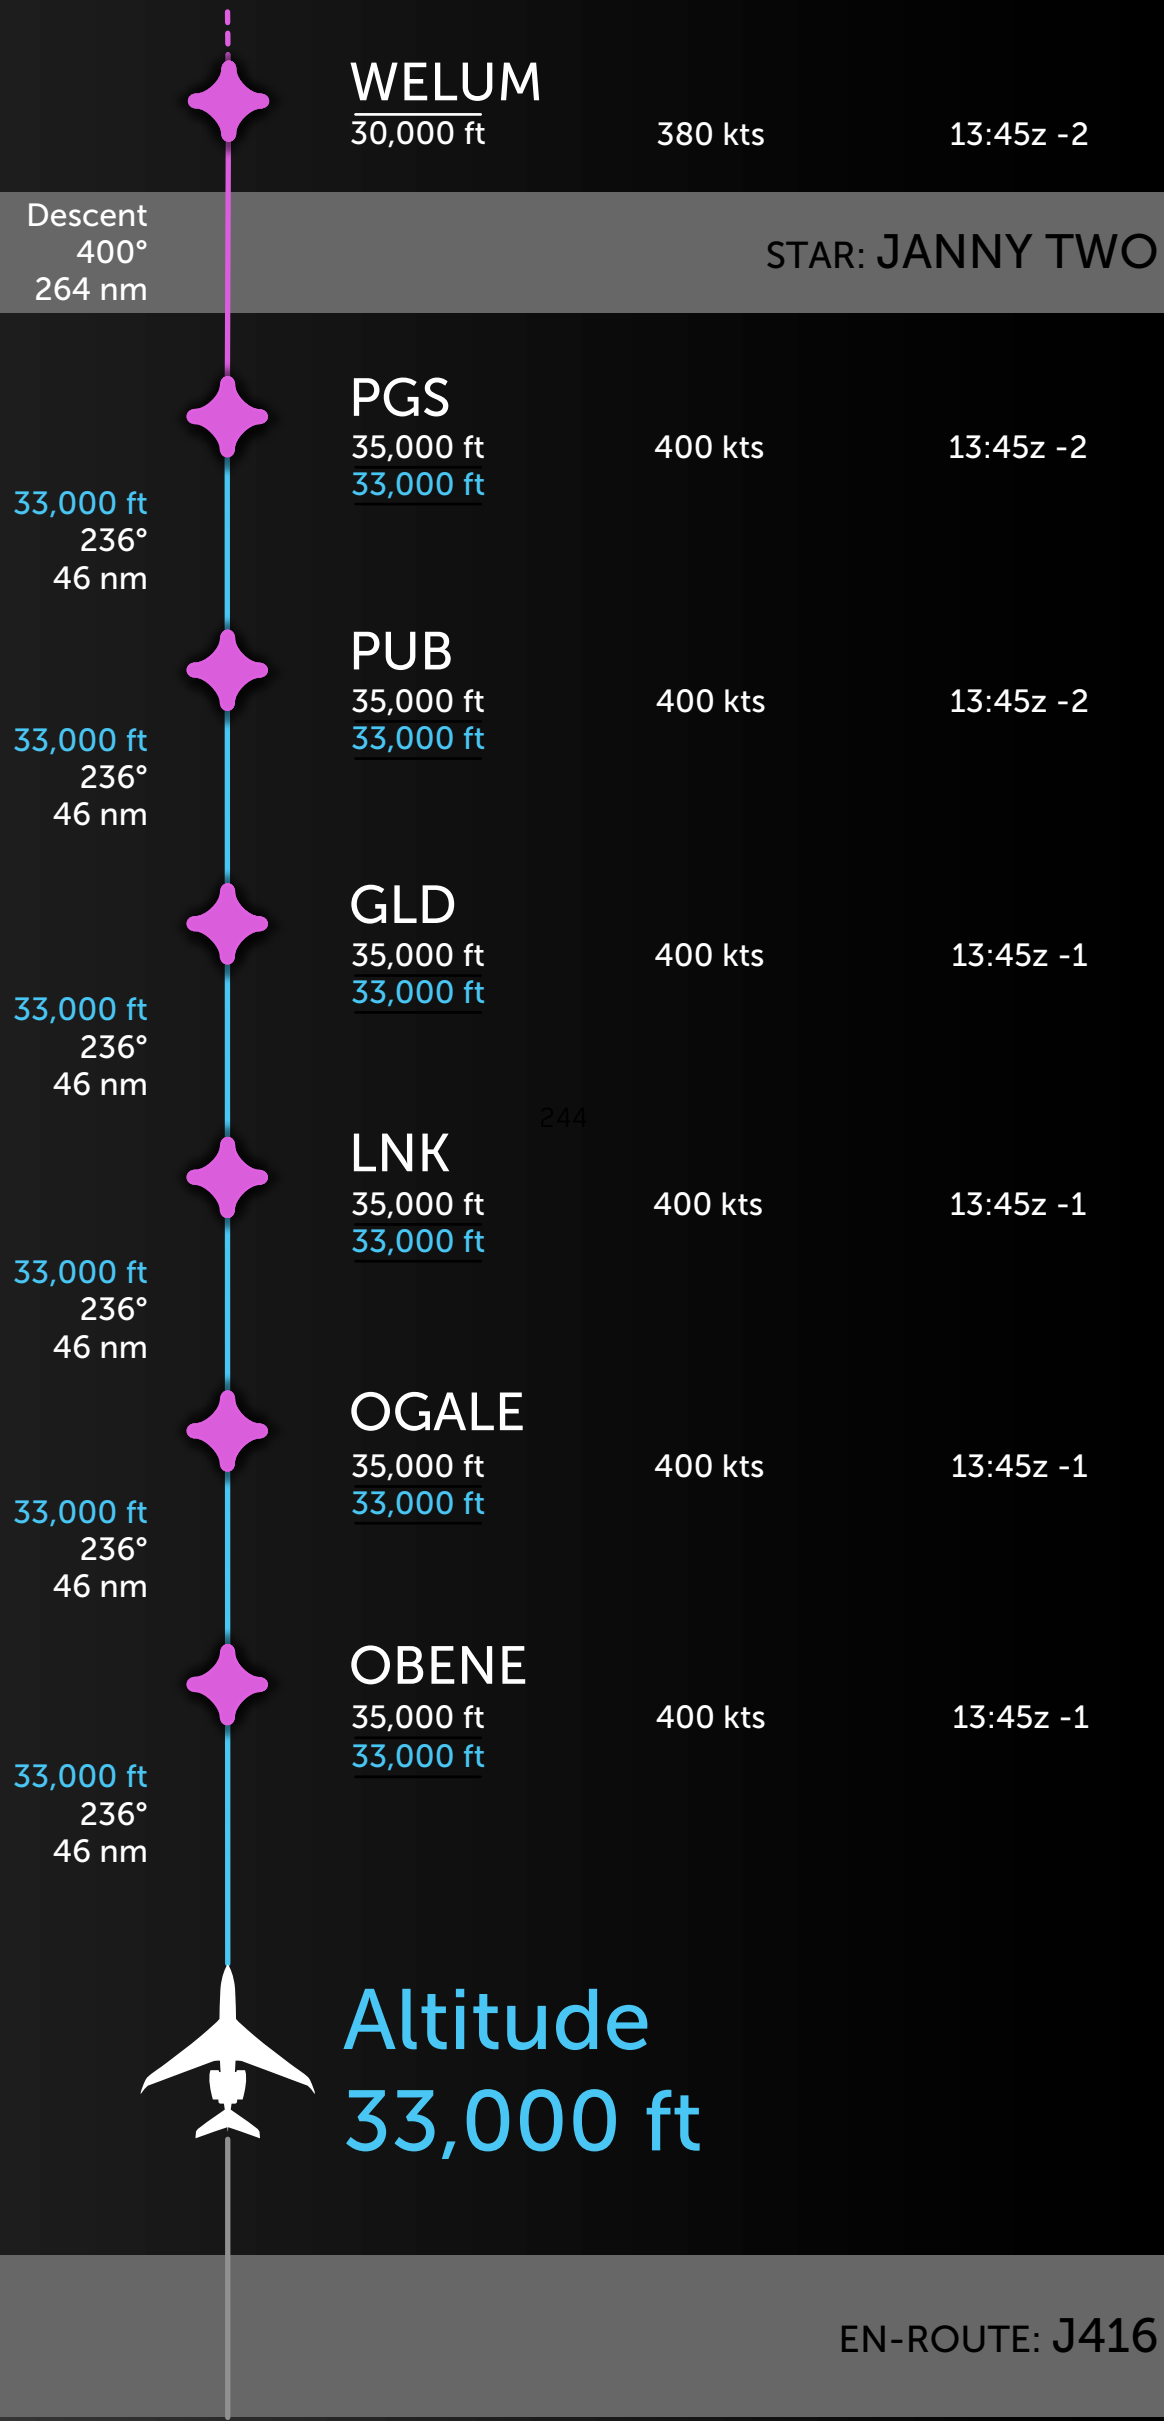 WELUM
30,000 ft 380 kts 13:45z -2
Descent
400°
264 nm
STAR: JANNY TWO
PGS
35,000 ft 400 kts 13:45z -2
33,000 ft
33,000 ft
236°
46 nm
PUB
35,000 ft 400 kts 13:45z -2
33,000 ft
33,000 ft
236°
46 nm
GLD
35,000 ft 400 kts 13:45z -1
33,000 ft
33,000 ft
236°
46 nm
244
LNK
35,000 ft 400 kts 13:45z -1
33,000 ft
33,000 ft
236°
46 nm
OGALE
35,000 ft 400 kts 13:45z -1
33,000 ft
33,000 ft
236°
46 nm
OBENE
35,000 ft 400 kts 13:45z -1
33,000 ft
33,000 ft
236°
46 nm
Altitude
33,000 ft
EN-ROUTE: J416